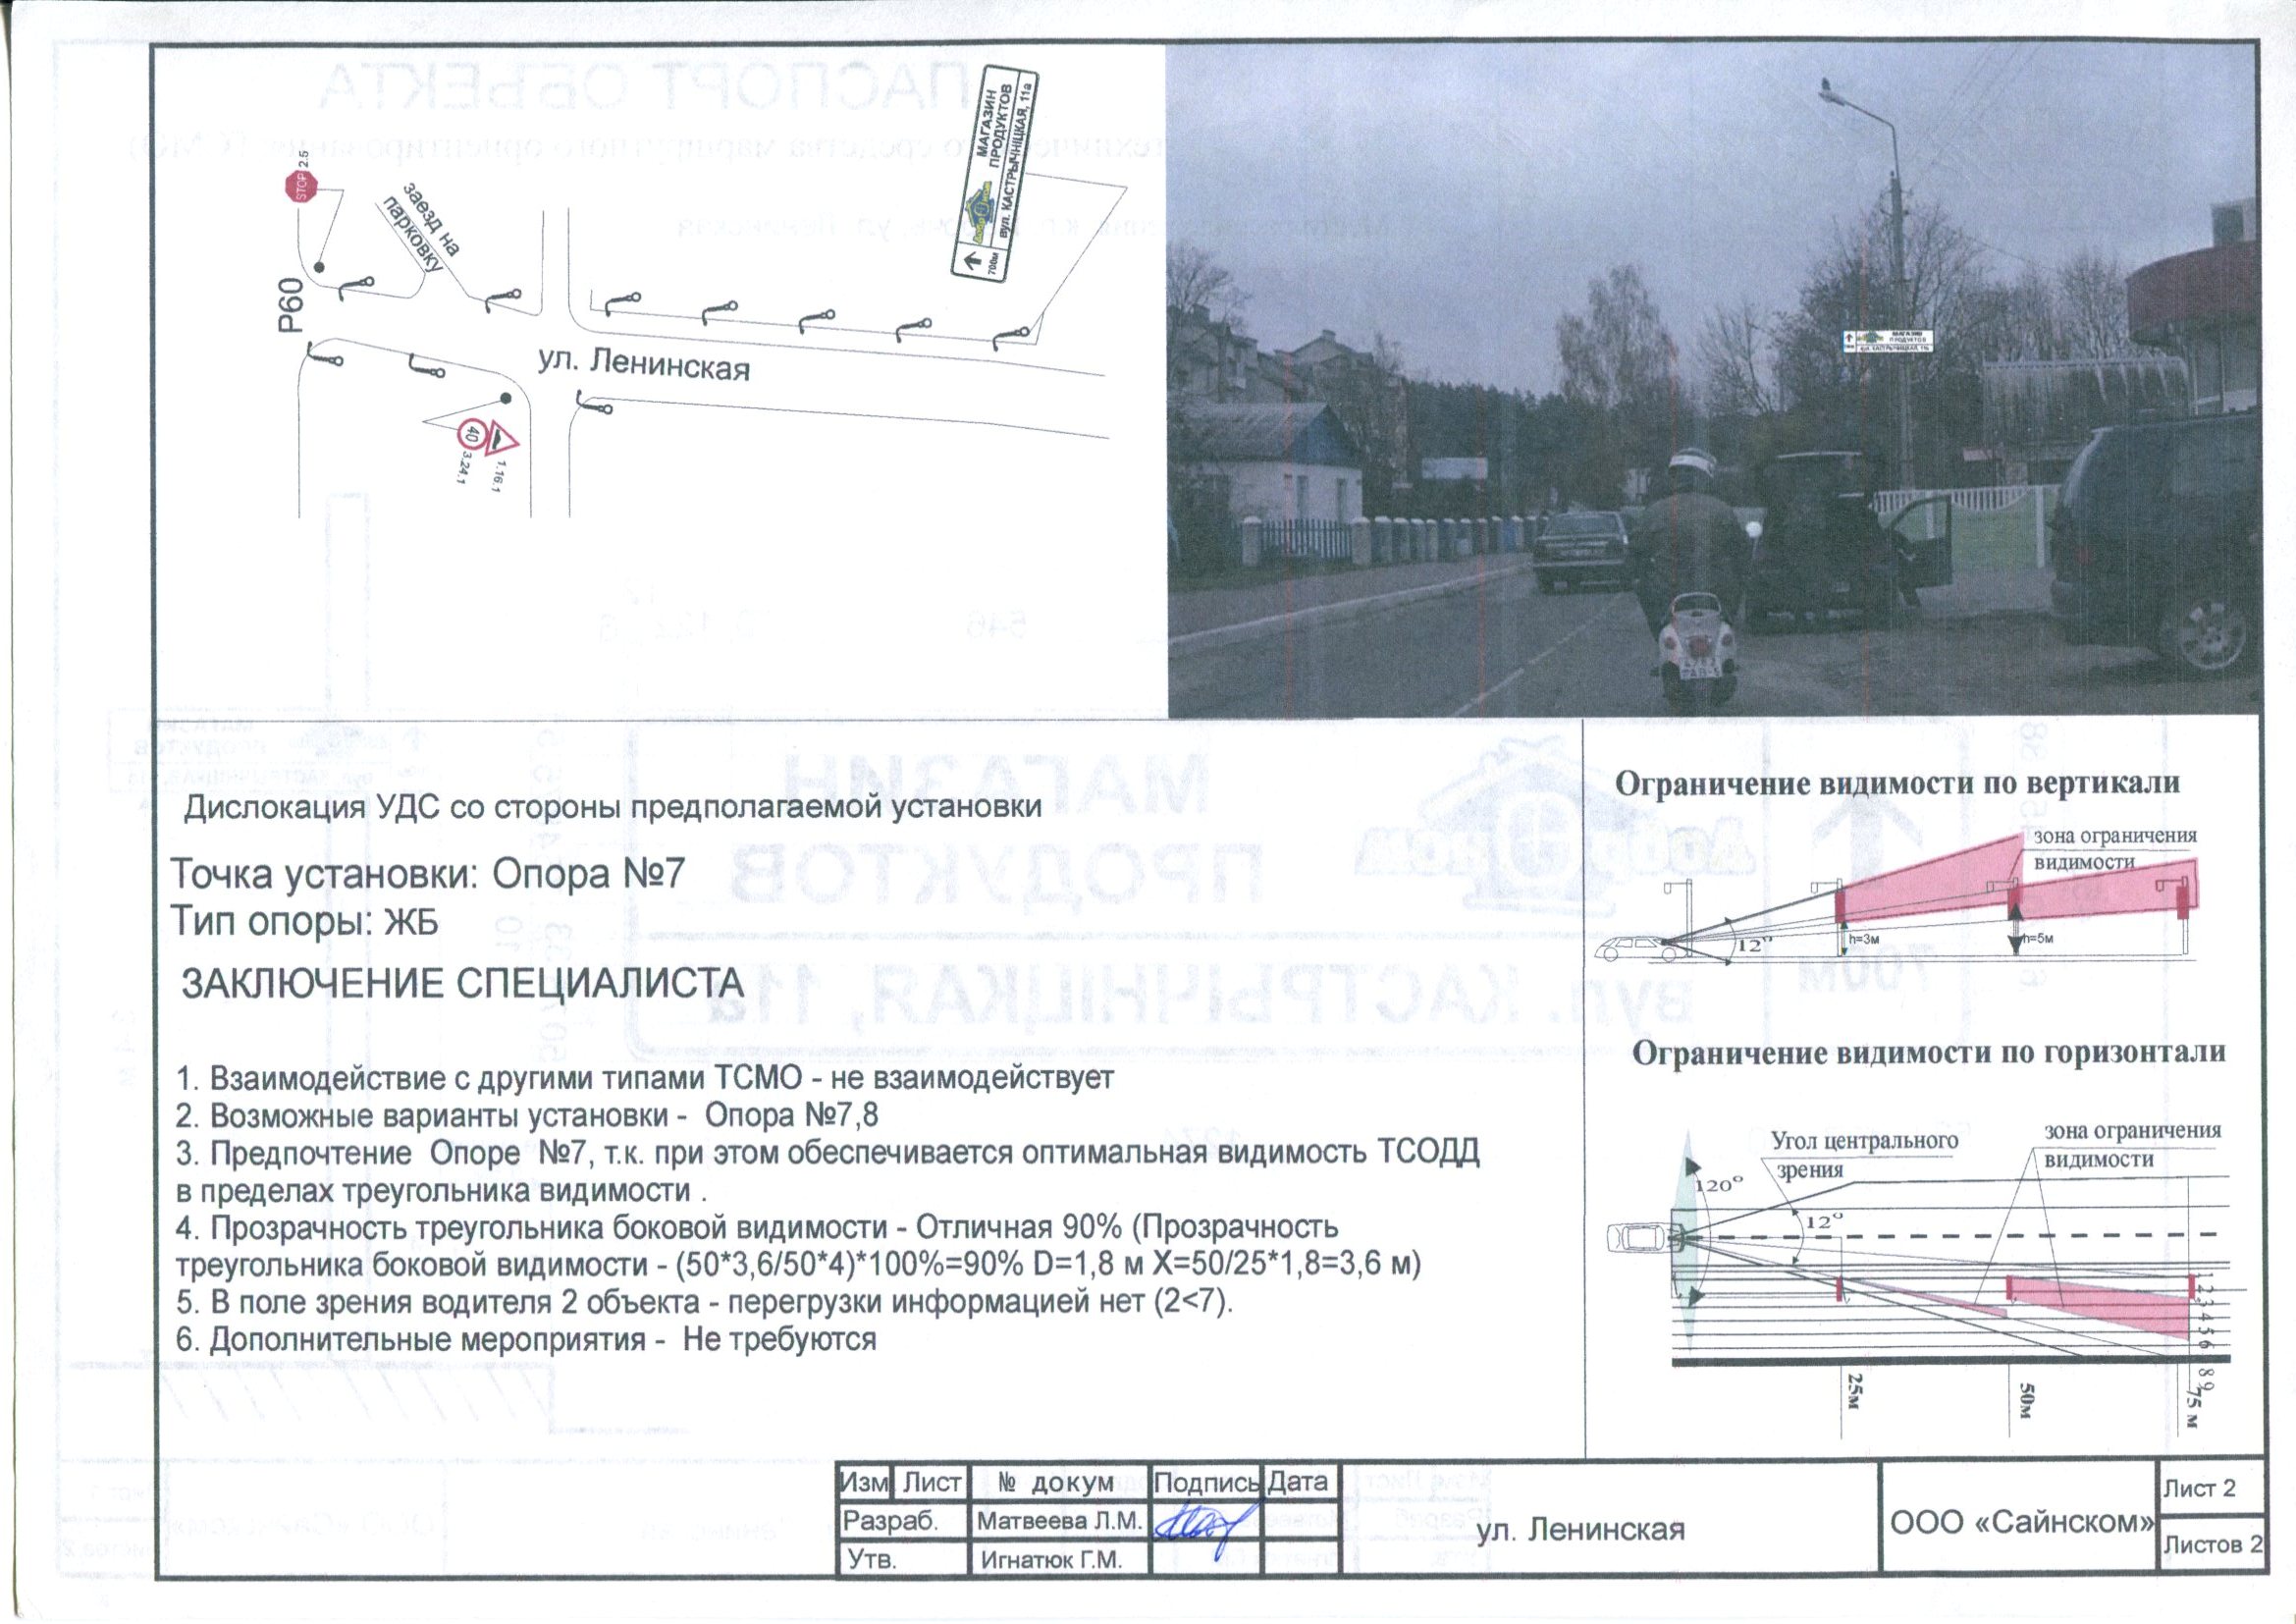 STOP 2.5
заезд на
парковку
P60
МАГАЗИН
ПРОДУКТОВ
вул. КАСТРЫЧНІЦКАЯ, 11а
700м
ул. Ленинская
40
3.24.1
1.16.1
МАГАЗИН
ПРОДУКТОВ
Дислокация УДС со стороны предполагаемой установки
Точка установки: Опора №7
Тип опоры: ЖБ
ЗАКЛЮЧЕНИЕ СПЕЦИАЛИСТА
1. Взаимодействие с другими типами ТСМО - не взаимодействует
2. Возможные варианты установки - Опора №7,8
3. Предпочтение Опоре №7, т.к. при этом обеспечивается оптимальная видимость ТСОДД
в пределах треугольника видимости .
4. Прозрачность треугольника боковой видимости - Отличная 90% (Прозрачность
треугольника боковой видимости - (50*3,6/50*4)*100%=90% D=1,8 м X=50/25*1,8=3,6 м)
5. В поле зрения водителя 2 объекта - перегрузки информацией нет (2<7).
6. Дополнительные мероприятия - Не требуются
Ограничение видимости по вертикали
зона ограничения
видимости
12°
h=3м
h=5м
Ограничение видимости по горизонтали
Угол центрального
зрения
зона ограничения
видимости
120°
12°
1 2 3 4 5 6 8 9
25м
50м
75 м
Изм Лист № докум Подпись Дата
Разраб. Матвеева Л.М.
Утв. Игнатюк Г.М.
ул. Ленинская
ООО «Сайнском»
Лист 2
Листов 2